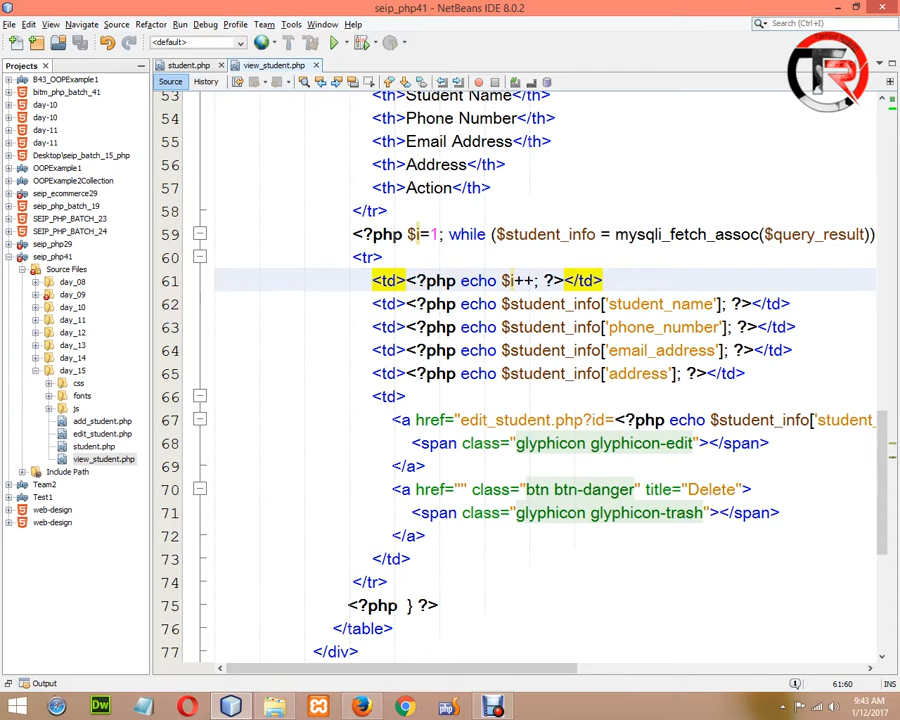 seip_php41 - NetBeans IDE 8.0.2
File Edit View Navigate Source Refactor Run Debug Profile Team Tools Window Help
<default>
Search (Ctrl+I)
Projects
student.php view_student.php
Source History
B43_OOPExample1
bitm_php_batch_41
day-10
day-10
day-11
day-11
Desktop\seip_batch_15_php
OOPExample1
OOPExample2Collection
seip_ecommerce29
seip_php_batch_19
SEIP_PHP_BATCH_23
SEIP_PHP_BATCH_24
seip_php29
seip_php41
Source Files
day_08
day_09
day_10
day_11
day_12
day_13
day_14
day_15
css
fonts
js
add_student.php
edit_student.php
student.php
view_student.php
Include Path
Team2
Test1
web-design
web-design
53 <th>Student Name</th>
54 <th>Phone Number</th>
55 <th>Email Address</th>
56 <th>Address</th>
57 <th>Action</th>
58 </tr>
59 <?php $i=1; while ($student_info = mysqli_fetch_assoc($query_result))
60 <tr>
61 <td><?php echo $i++; ?></td>
62 <td><?php echo $student_info['student_name']; ?></td>
63 <td><?php echo $student_info['phone_number']; ?></td>
64 <td><?php echo $student_info['email_address']; ?></td>
65 <td><?php echo $student_info['address']; ?></td>
66 <td>
67 <a href="edit_student.php?id=<?php echo $student_info['student_
68 <span class="glyphicon glyphicon-edit"></span>
69 </a>
70 <a href="" class="btn btn-danger" title="Delete">
71 <span class="glyphicon glyphicon-trash"></span>
72 </a>
73 </td>
74 </tr>
75 <?php } ?>
76 </table>
77 </div>
TR
Output
61:60 INS
Dw
9:43 AM
1/12/2017